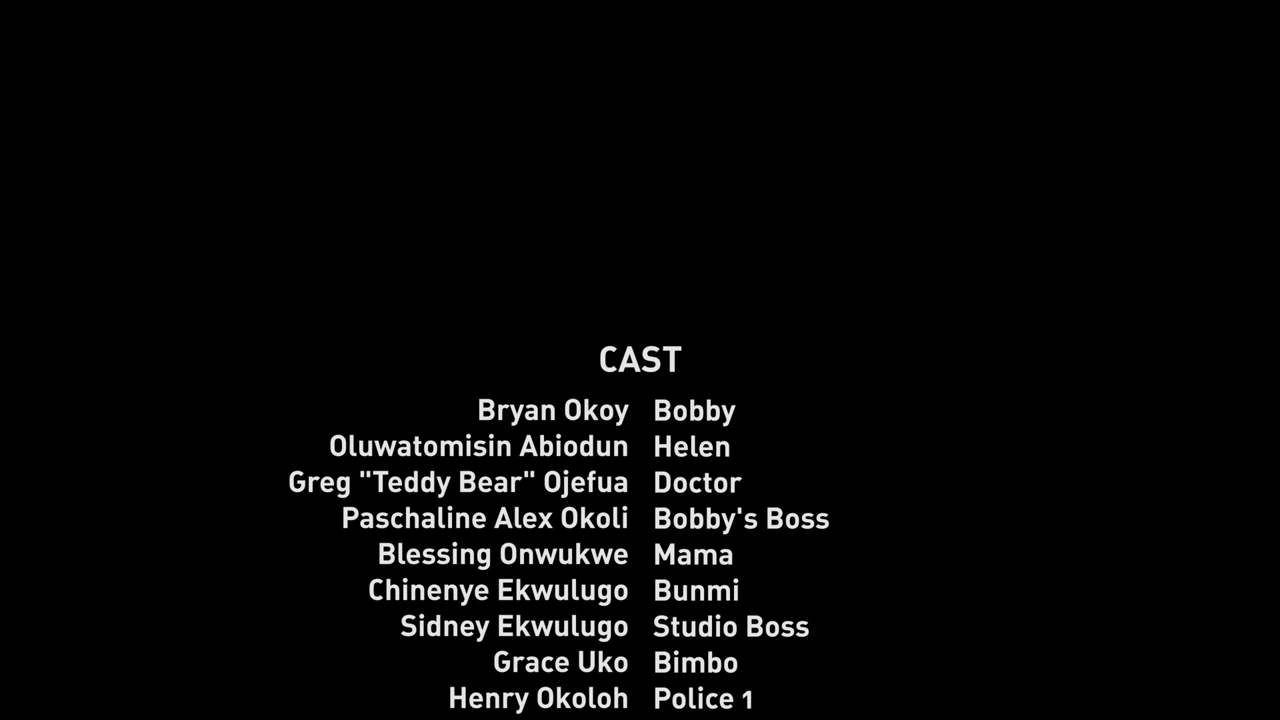 CAST
Bryan Okoy Bobby
Oluwatomisin Abiodun Helen
Greg "Teddy Bear" Ojefua Doctor
Paschaline Alex Okoli Bobby's Boss
Blessing Onwukwe Mama
Chinenye Ekwulugo Bunmi
Sidney Ekwulugo Studio Boss
Grace Uko Bimbo
Henry Okoloh Police 1